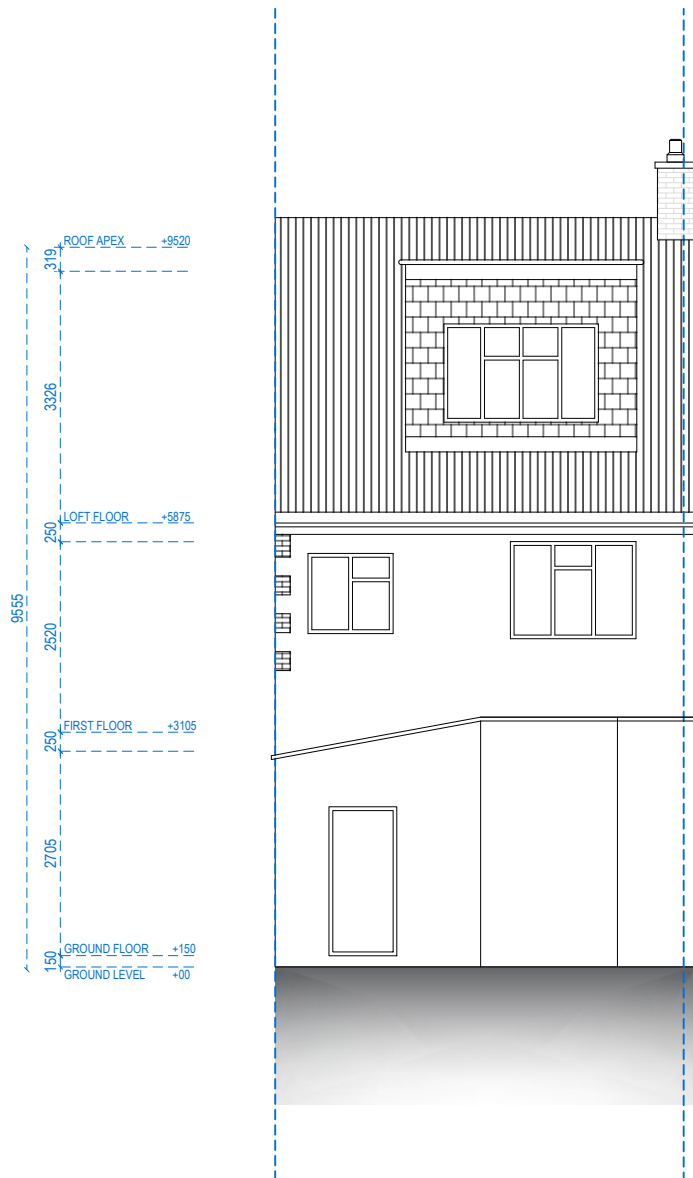 ROOF APEX +9520
319
3326
LOFT FLOOR +5875
250
9555
2520
FIRST FLOOR +3105
250
2705
GROUND FLOOR +150
150
GROUND LEVEL +00